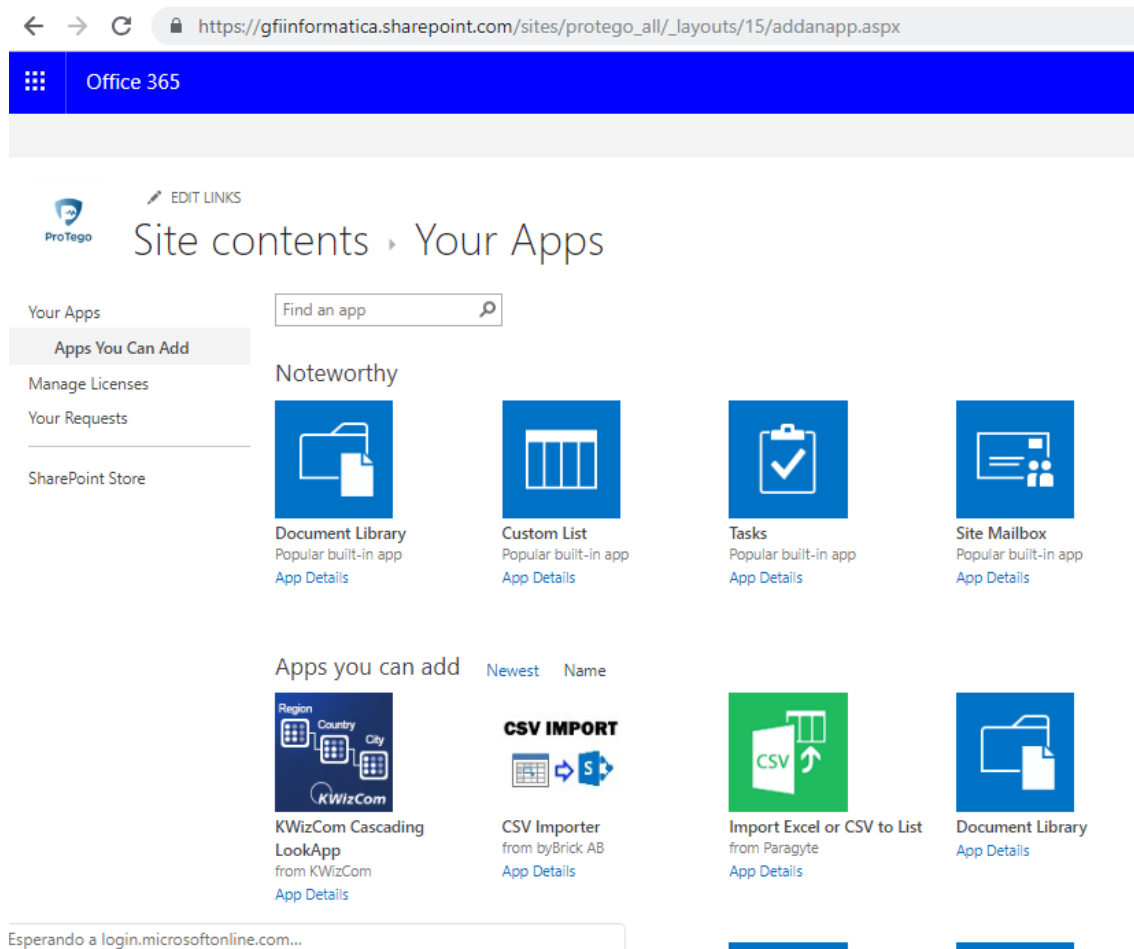 https://gfiinformatica.sharepoint.com/sites/protego_all/_layouts/15/addanapp.aspx
Office 365
ProTego
EDIT LINKS
Site contents › Your Apps
Your Apps
Apps You Can Add
Manage Licenses
Your Requests
SharePoint Store
Find an app
Noteworthy
Document Library
Popular built-in app
App Details
Custom List
Popular built-in app
App Details
Tasks
Popular built-in app
App Details
Site Mailbox
Popular built-in app
App Details
Apps you can add Newest Name
Region
Country
City
KWizCom
KWizCom Cascading
LookApp
from KWizCom
App Details
CSV IMPORT
S
CSV Importer
from byBrick AB
App Details
CSV
Import Excel or CSV to List
from Paragyte
App Details
Document Library
App Details
Esperando a login.microsoftonline.com...